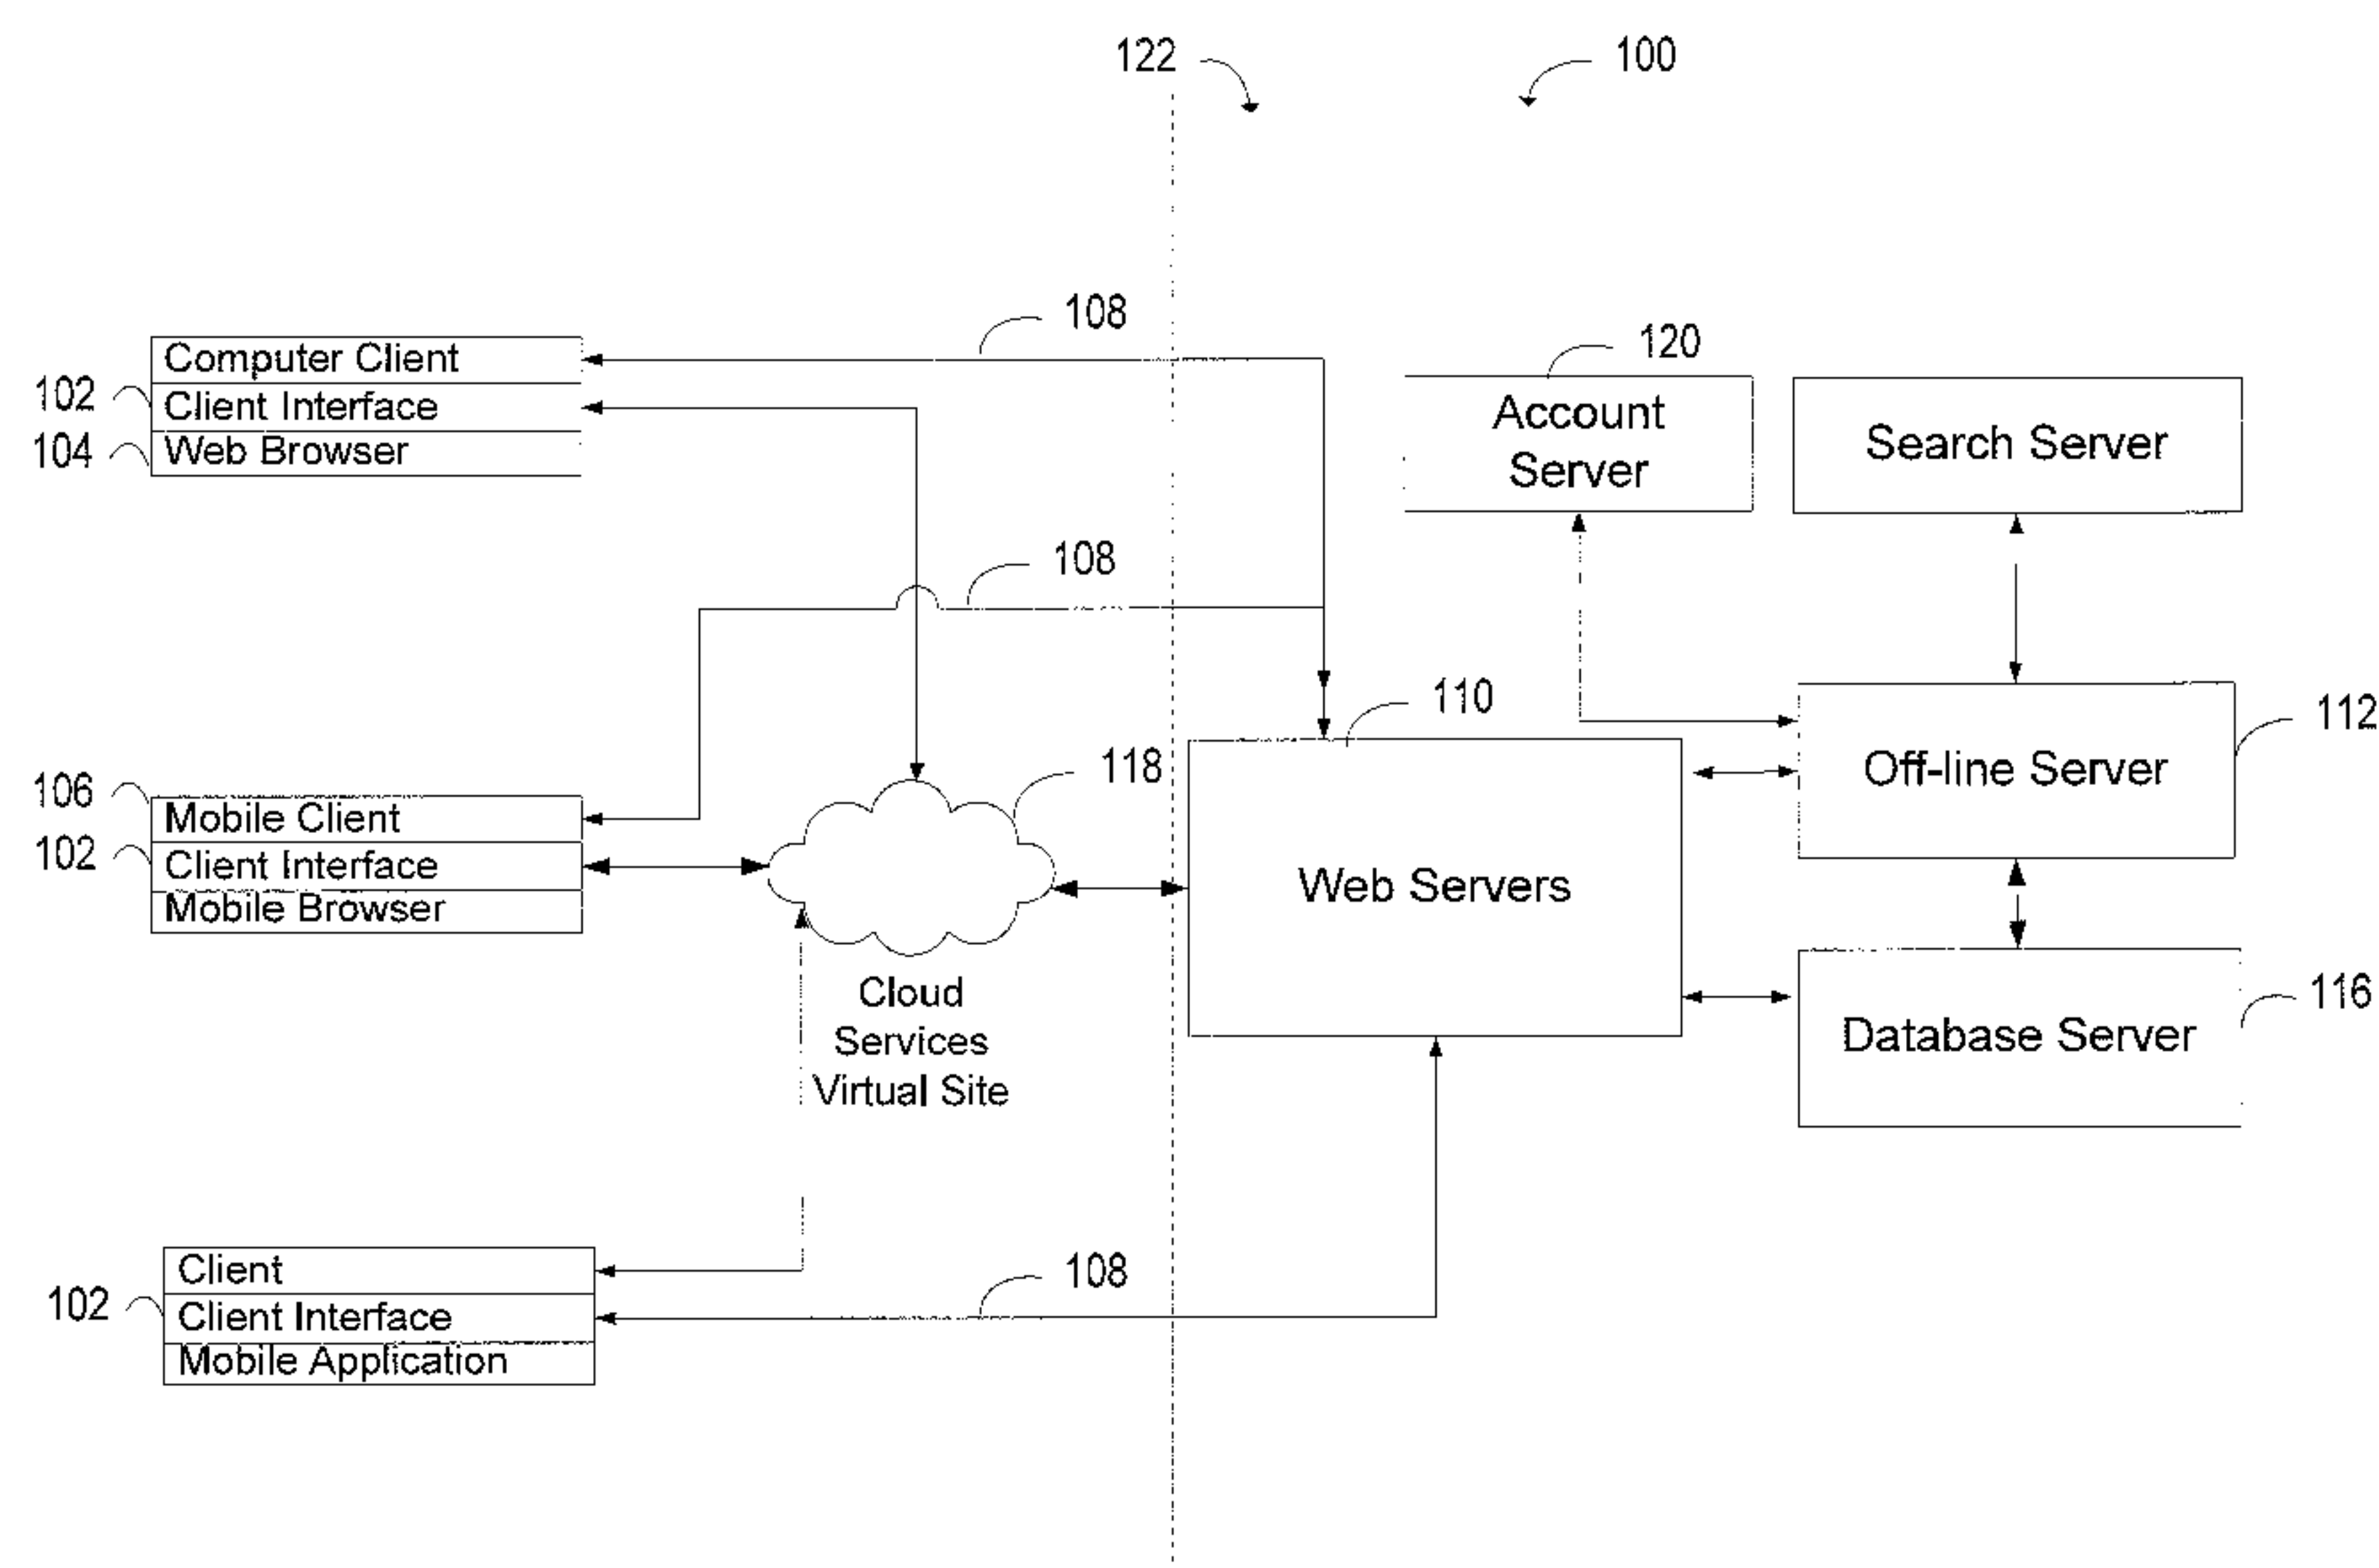 122
100
108
120
Computer Client
102
Client Interface
104
Web Browser
Account
Server
Search Server
108
110
112
118
Off-line Server
106
Mobile Client
102
Client Interface
Mobile Browser
Web Servers
Cloud
Services
Virtual Site
116
Database Server
108
Client
102
Client Interface
Mobile Application